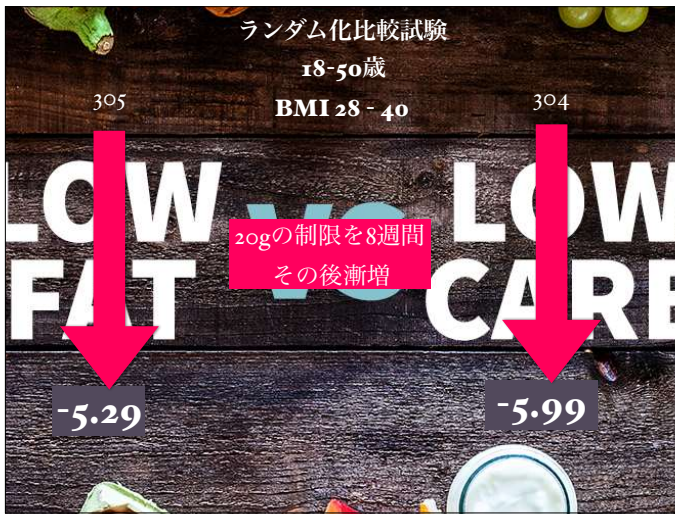 ランダム化比較試験
18-50歳
BMI 28 - 40
305
304
LOW
FAT
VS
LOW
CARB
20gの制限を8週間
その後漸増
-5.29
-5.99